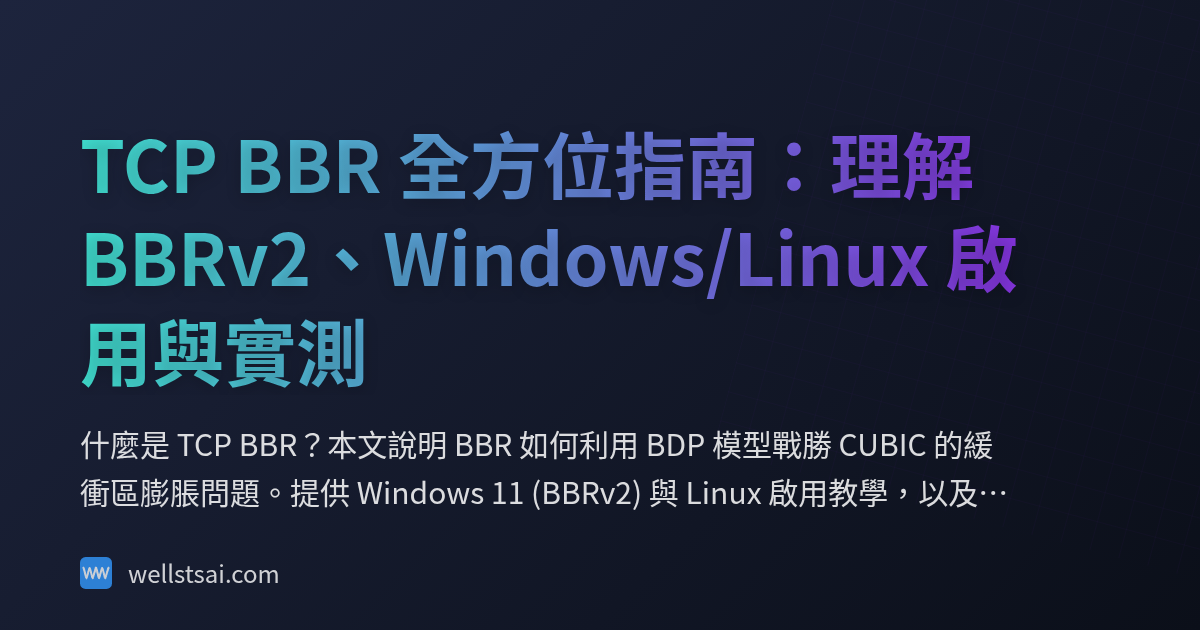 TCP BBR 全方位指南：理解
BBRv2、Windows/Linux 啟
用與實測
什麼是 TCP BBR？本文說明 BBR 如何利用 BDP 模型戰勝 CUBIC 的緩
衝區膨脹問題。提供 Windows 11 (BBRv2) 與 Linux 啟用教學，以及…
wellstsai.com